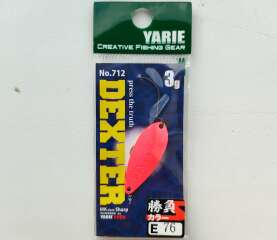 YARIE
CREATIVE FISHING GEAR
No.712
3g
press the truth
DEXTER
勝負
カラー
E 76